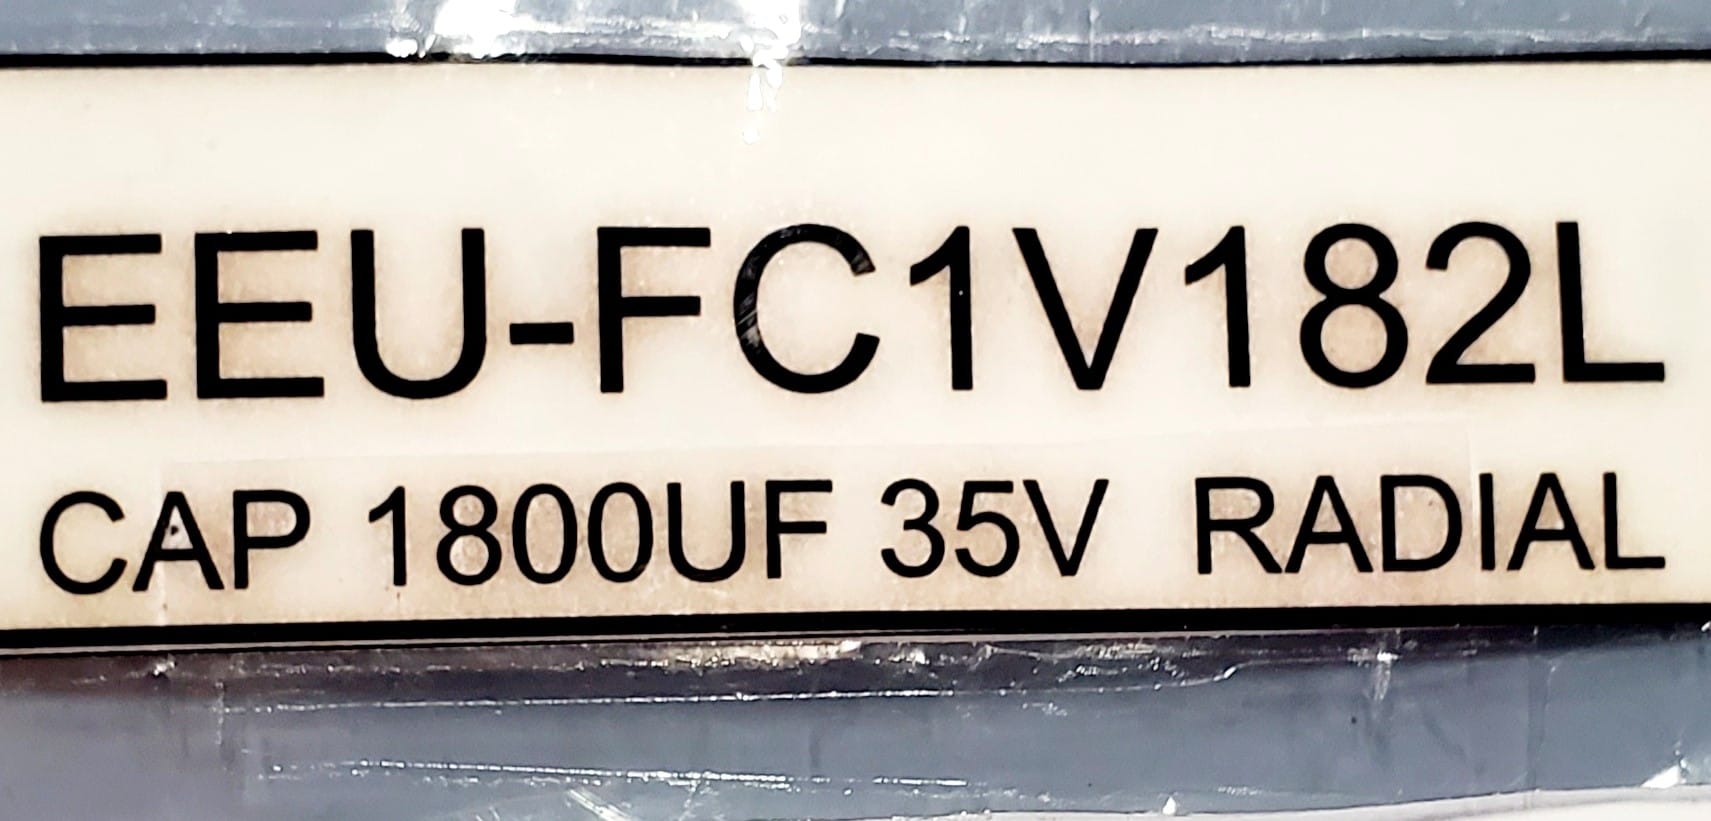 EEU-FC1V182L
CAP 1800UF 35V RADIAL